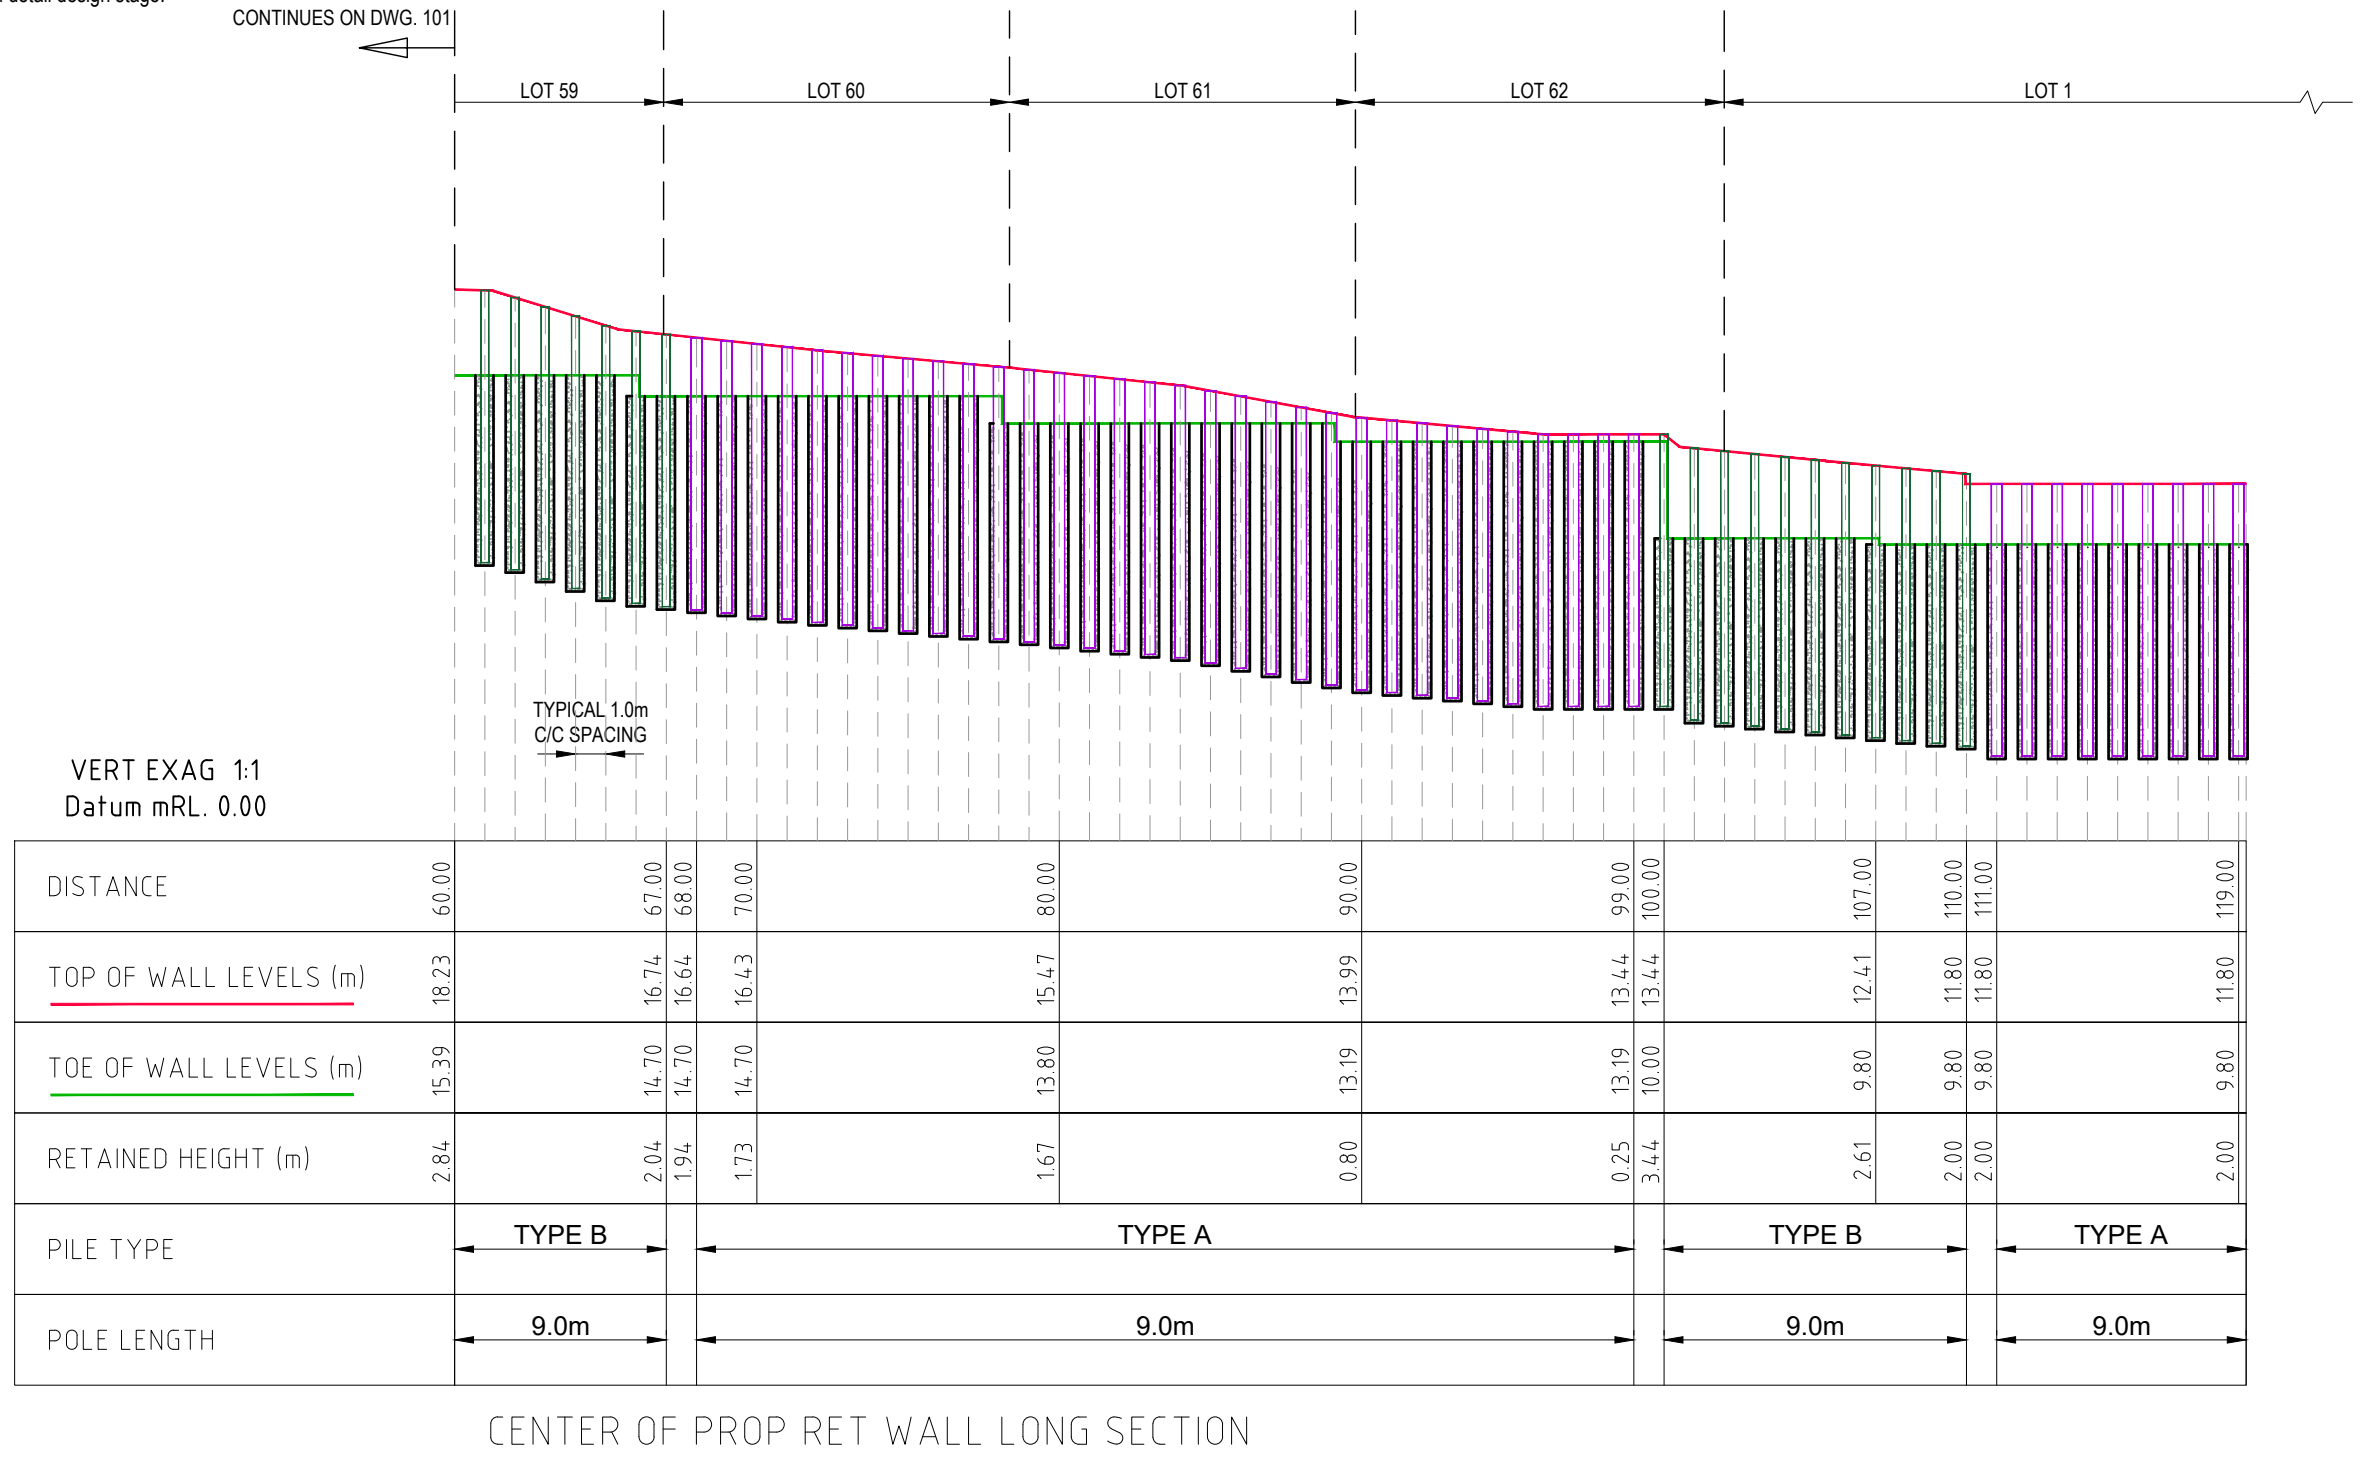 detail design stage.
CONTINUES ON DWG. 101
LOT 59
LOT 60
LOT 61
LOT 62
LOT 1
TYPICAL 1.0m
C/C SPACING
VERT EXAG 1:1
Datum mRL. 0.00
DISTANCE 60.00 67.00 68.00 70.00 80.00 90.00 99.00 100.00 107.00 110.00 111.00 119.00
TOP OF WALL LEVELS (m) 18.23 16.74 16.64 16.43 15.47 13.99 13.44 13.44 12.41 11.80 11.80 11.80
TOE OF WALL LEVELS (m) 15.39 14.70 14.70 14.70 13.80 13.19 13.19 10.00 9.80 9.80 9.80 9.80
RETAINED HEIGHT (m) 2.84 2.04 1.94 1.73 1.67 0.80 0.25 3.44 2.61 2.00 2.00 2.00
PILE TYPE TYPE B TYPE A TYPE B TYPE A
POLE LENGTH 9.0m 9.0m 9.0m 9.0m
CENTER OF PROP RET WALL LONG SECTION